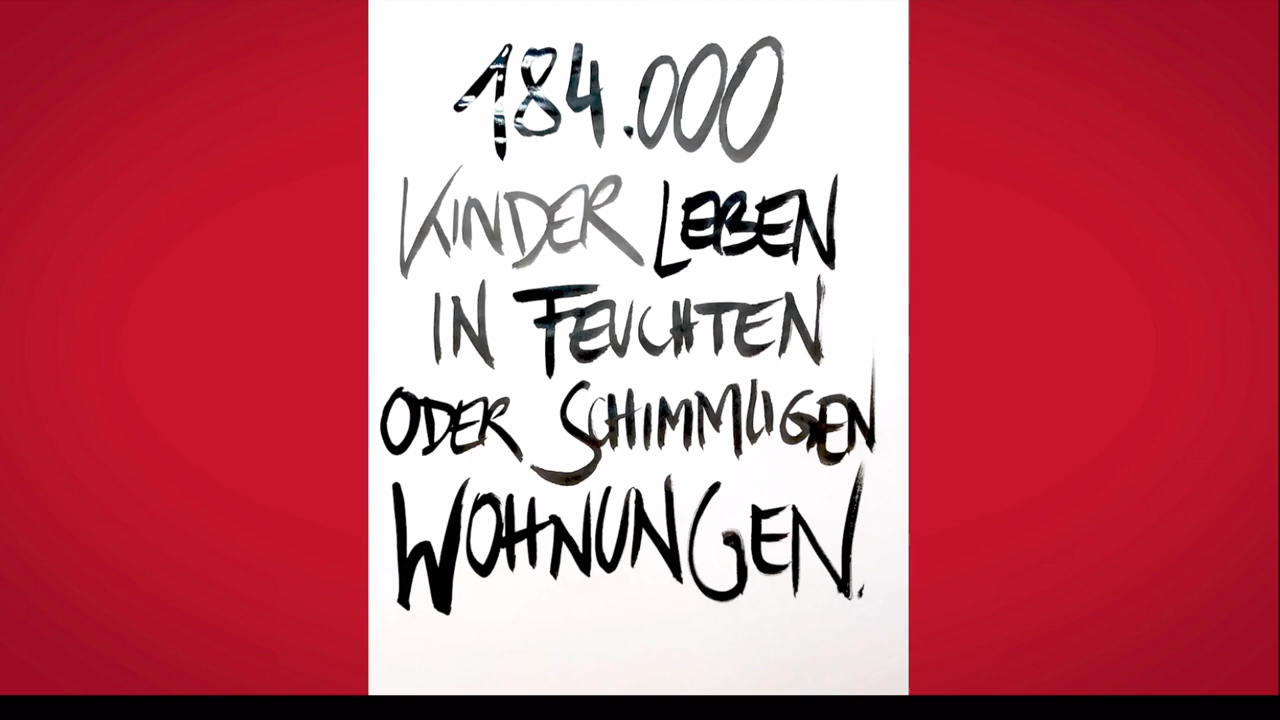 184.000
KINDER LEBEN
IN FEUCHTEN
ODER SCHIMMLIGEN
WOHNUNGEN.